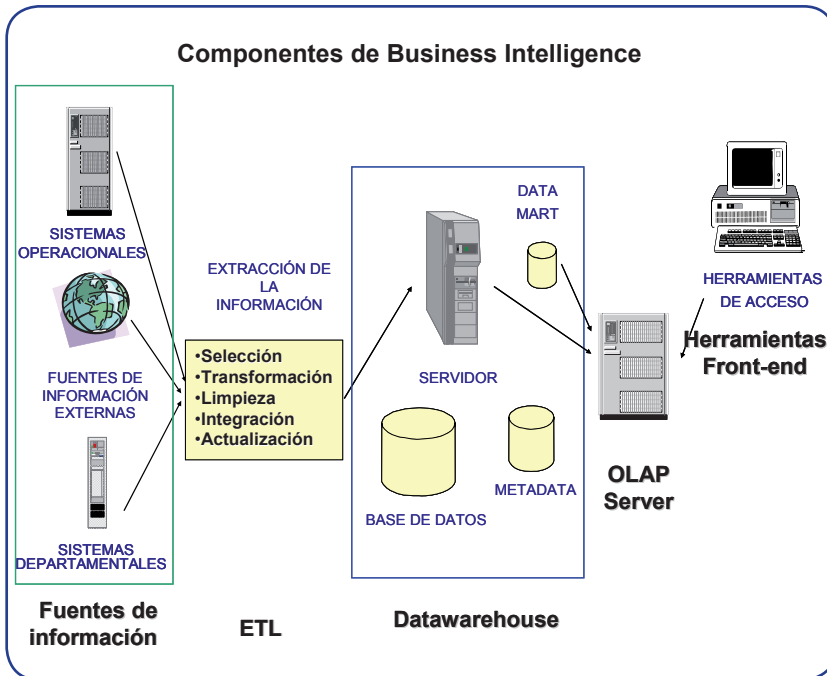 Componentes de Business Intelligence
SISTEMAS
OPERACIONALES
FUENTES DE
INFORMACIÓN
EXTERNAS
SISTEMAS
DEPARTAMENTALES
Fuentes de
información
EXTRACCIÓN DE
LA
INFORMACIÓN
•Selección
•Transformación
•Limpieza
•Integración
•Actualización
ETL
DATA
MART
SERVIDOR
BASE DE DATOS
METADATA
Datawarehouse
OLAP
Server
HERRAMIENTAS
DE ACCESO
Herramientas
Front-end